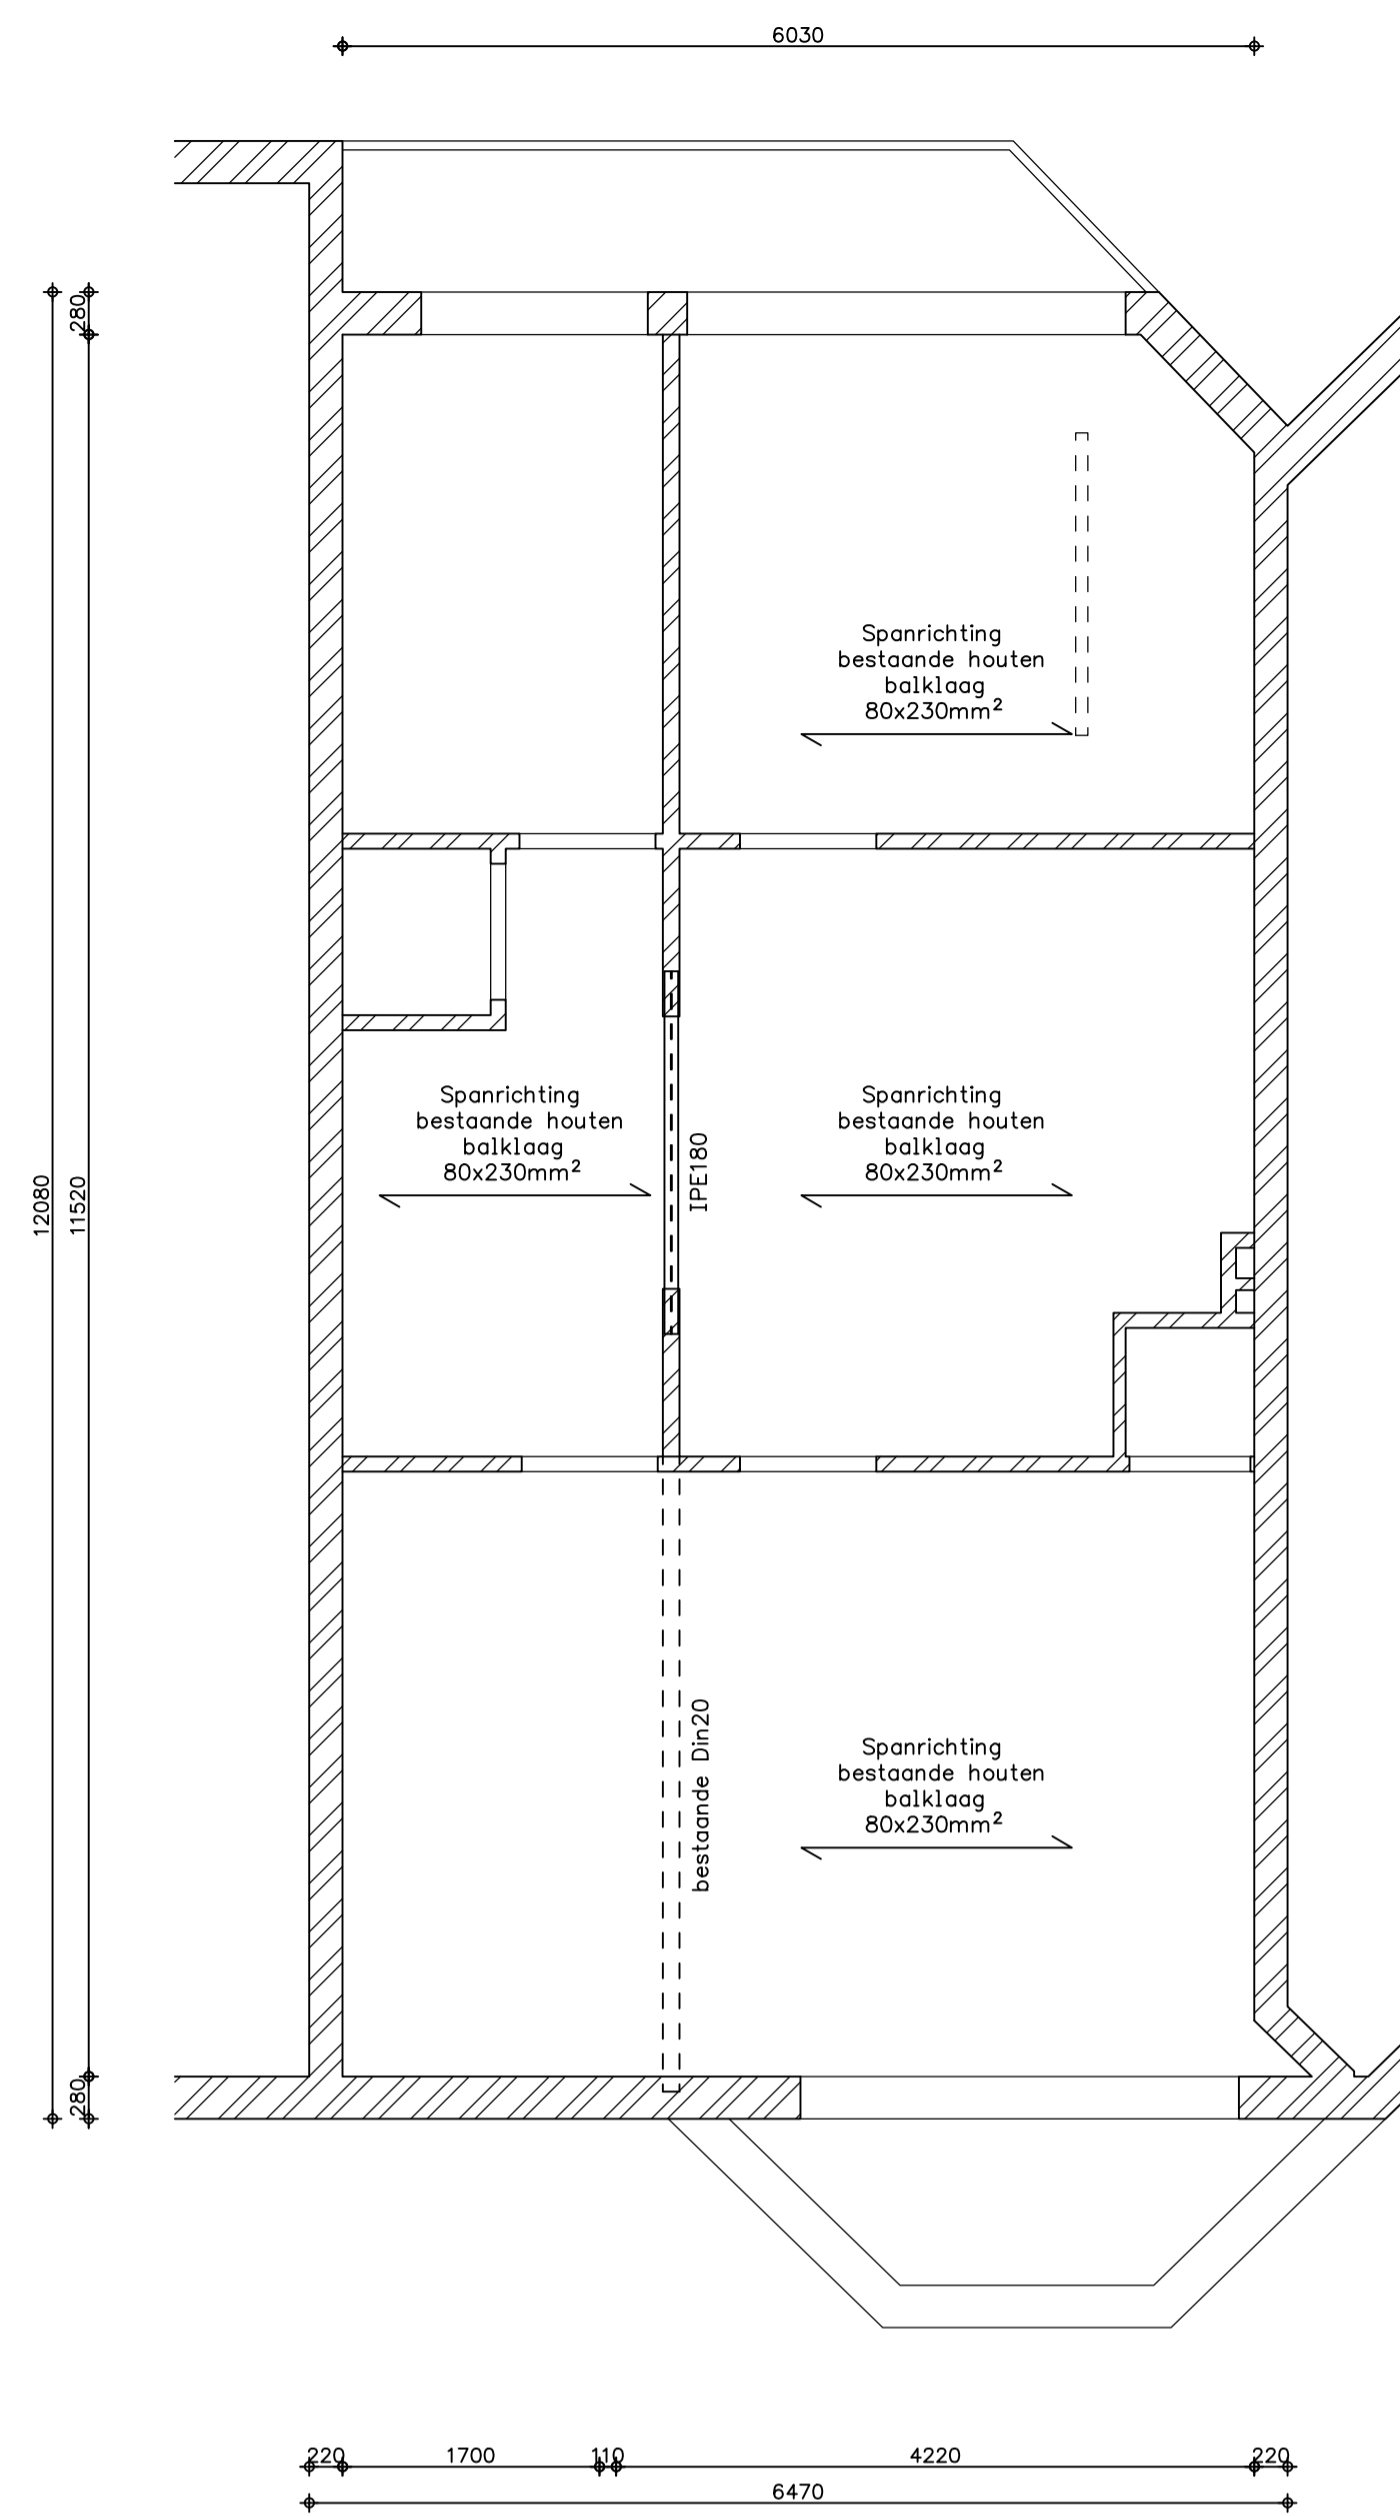 6030
280
Spanrichting
bestaande houten
balklaag
80x230mm²
Spanrichting
bestaande houten
balklaag
80x230mm²
IPE180
Spanrichting
bestaande houten
balklaag
80x230mm²
12080
11520
bestaande Din20
Spanrichting
bestaande houten
balklaag
80x230mm²
280
220
1700
110
4220
220
6470